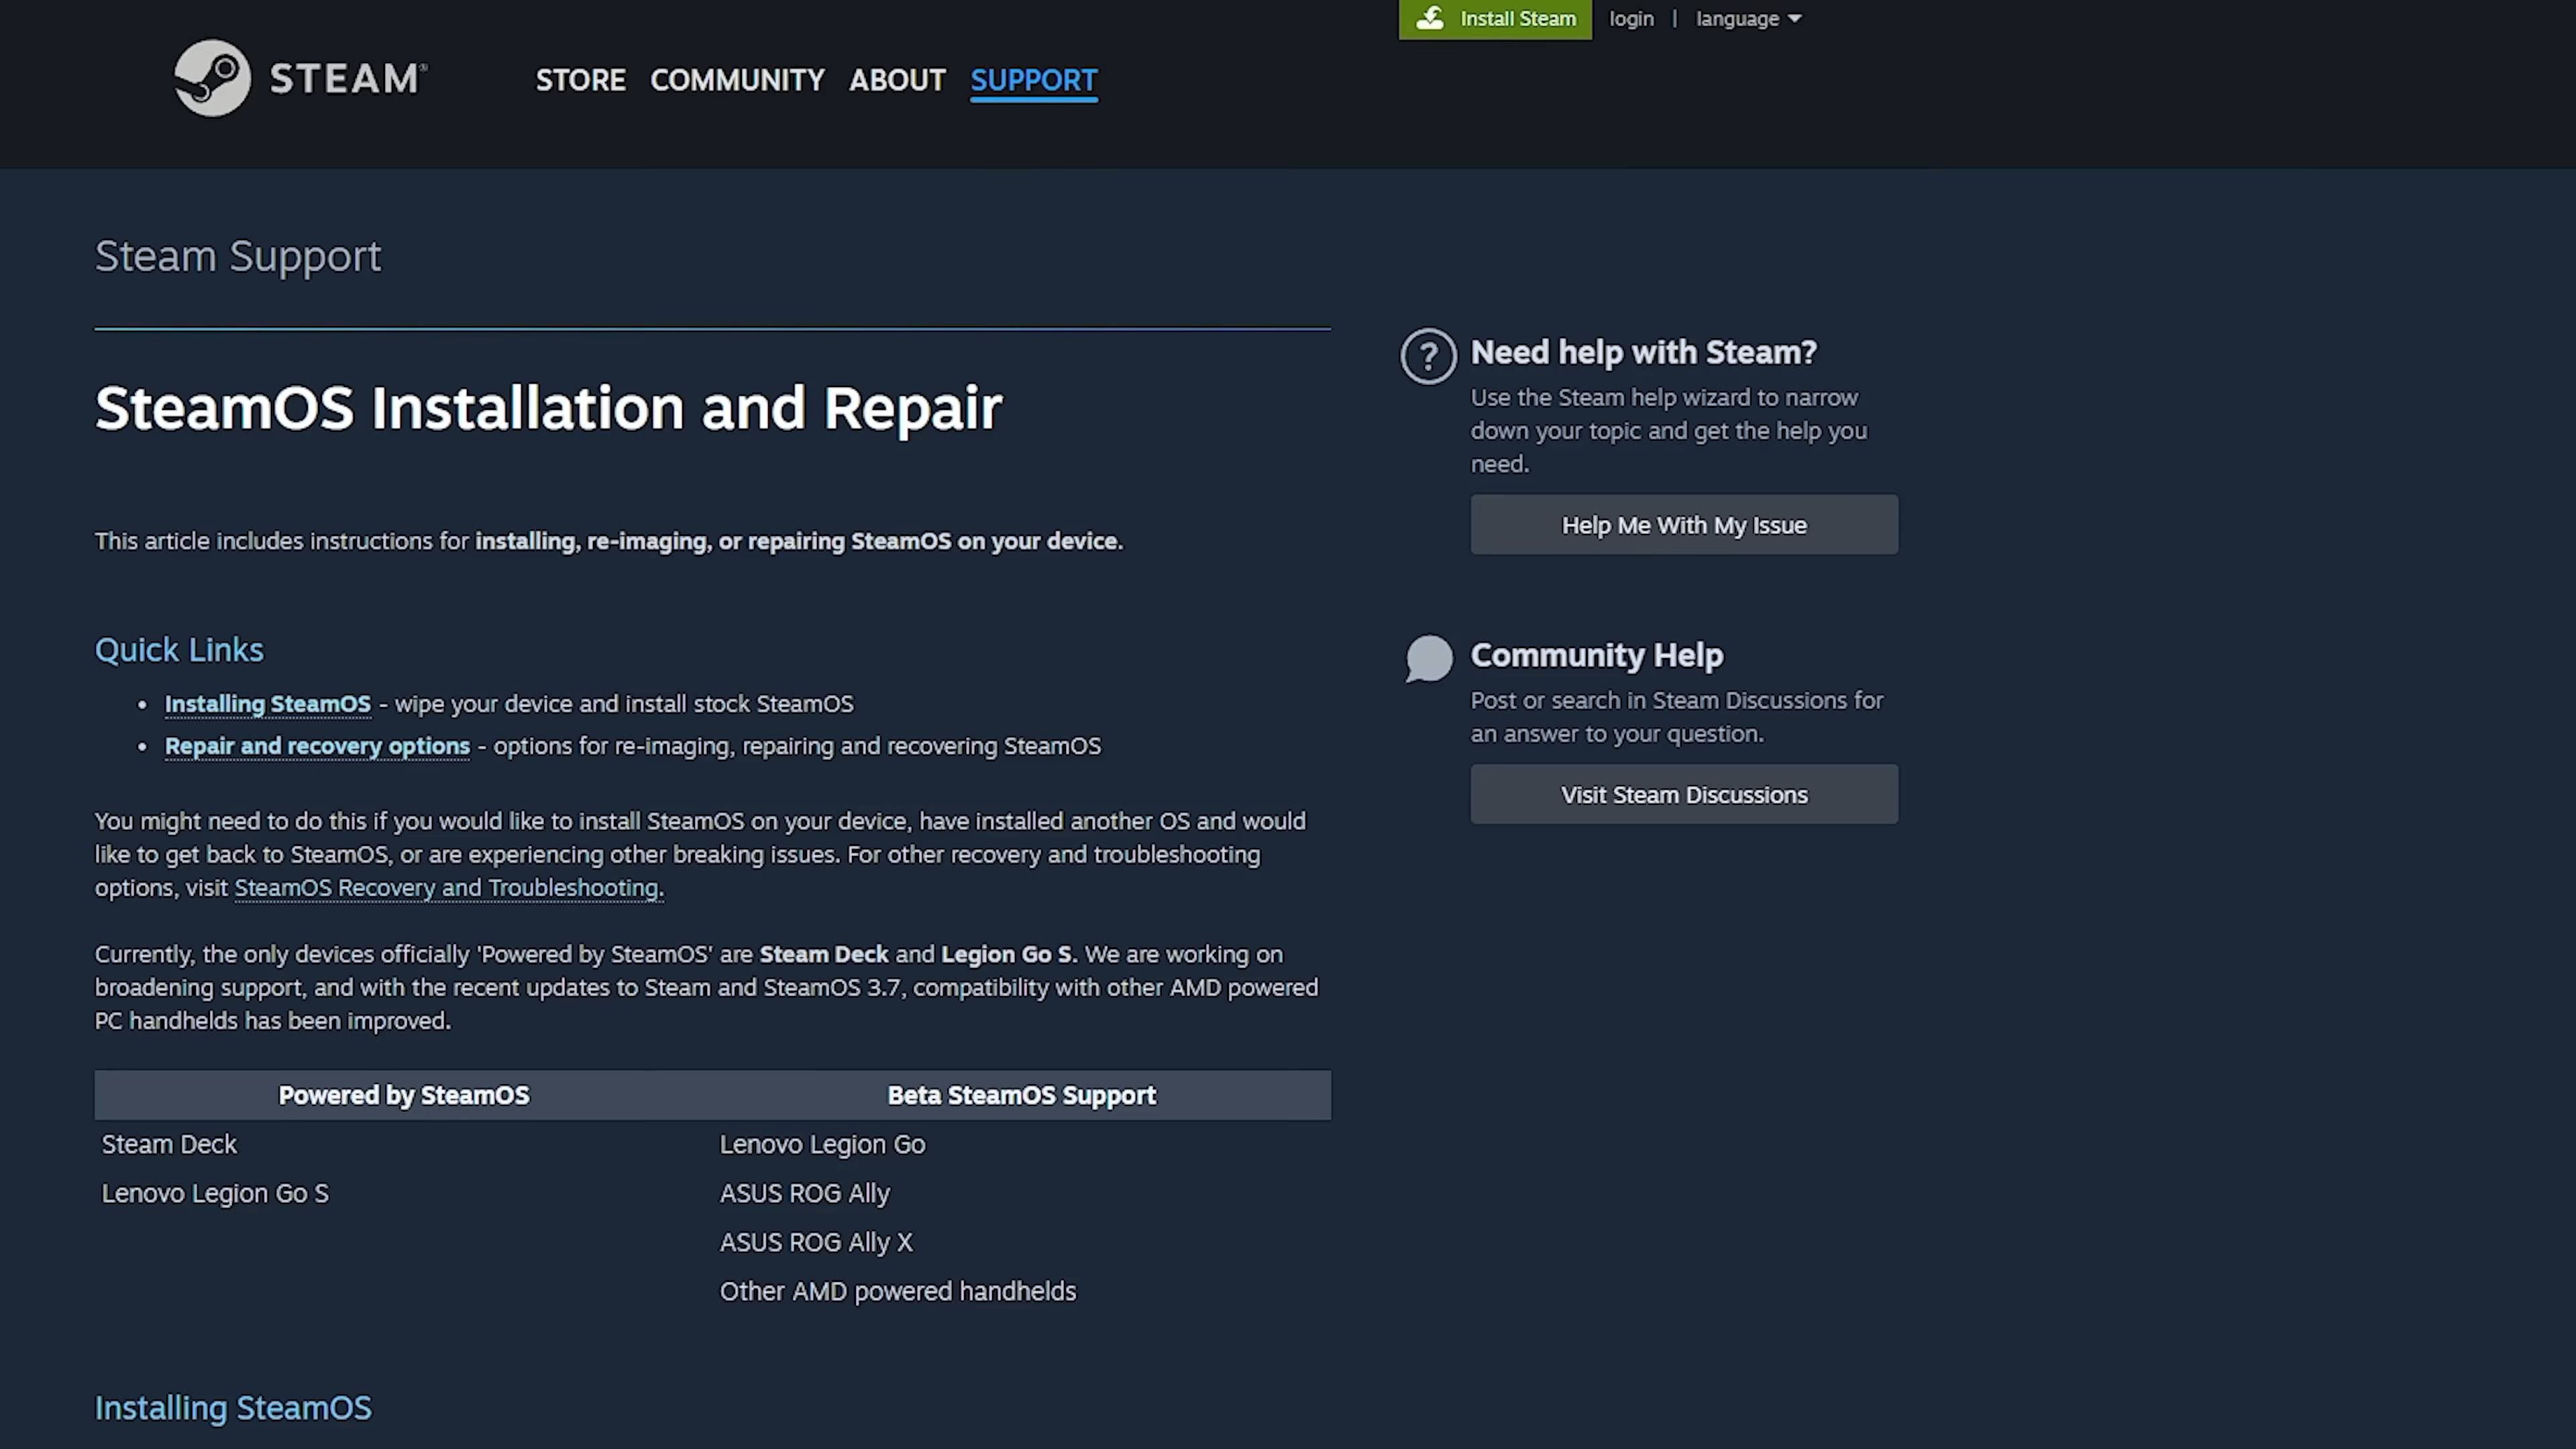 Install Steam login | language
STEAM®
STORE COMMUNITY ABOUT SUPPORT
Steam Support
SteamOS Installation and Repair
This article includes instructions for installing, re-imaging, or repairing SteamOS on your device.
Quick Links
• Installing SteamOS - wipe your device and install stock SteamOS
• Repair and recovery options - options for re-imaging, repairing and recovering SteamOS
You might need to do this if you would like to install SteamOS on your device, have installed another OS and would
like to get back to SteamOS, or are experiencing other breaking issues. For other recovery and troubleshooting
options, visit SteamOS Recovery and Troubleshooting.
Currently, the only devices officially 'Powered by SteamOS' are Steam Deck and Legion Go S. We are working on
broadening support, and with the recent updates to Steam and SteamOS 3.7, compatibility with other AMD powered
PC handhelds has been improved.
Powered by SteamOS Beta SteamOS Support
Steam Deck Lenovo Legion Go
Lenovo Legion Go S ASUS ROG Ally
ASUS ROG Ally X
Other AMD powered handhelds
Installing SteamOS
? Need help with Steam?
Use the Steam help wizard to narrow
down your topic and get the help you
need.
Help Me With My Issue
Community Help
Post or search in Steam Discussions for
an answer to your question.
Visit Steam Discussions